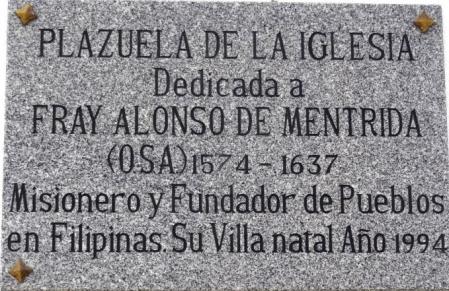 PLAZUELA DE LA IGLESIA
Dedicada a
FRAY ALONSO DE MENTRIDA
(OSA) 1574 - 1637
Misionero y Fundador de Pueblos
en Filipinas. Su Villa natal Año 1994